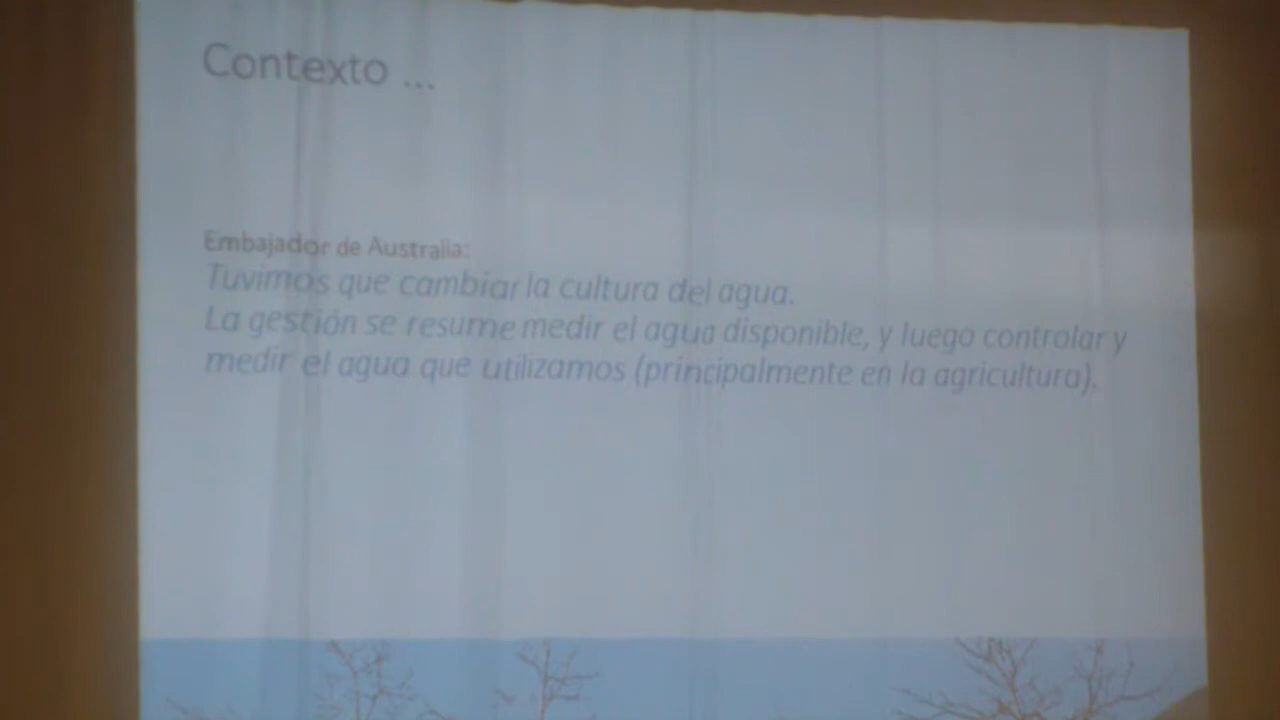 Contexto ...
Embajador de Australia:
Tuvimos que cambiar la cultura del agua.
La gestión se resume medir el agua disponible, y luego controlar y
medir el agua que utilizamos (principalmente en la agricultura).